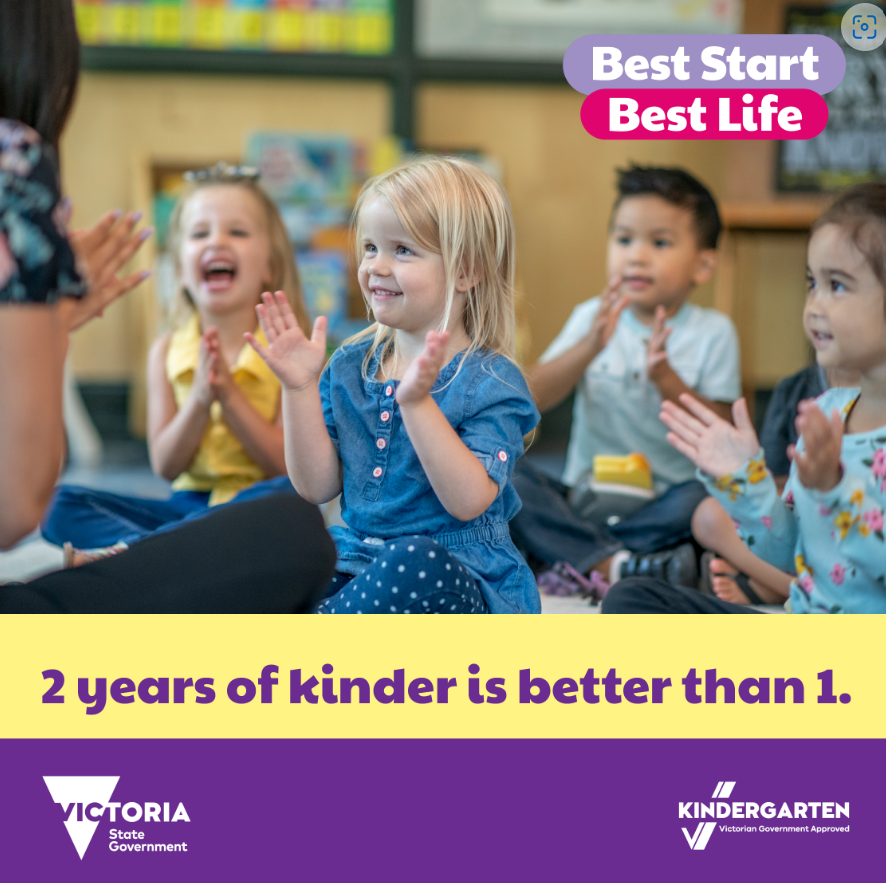 Best Start
Best Life
2 years of kinder is better than 1.
VICTORIA
State
Government
KINDERGARTEN
Victorian Government Approved